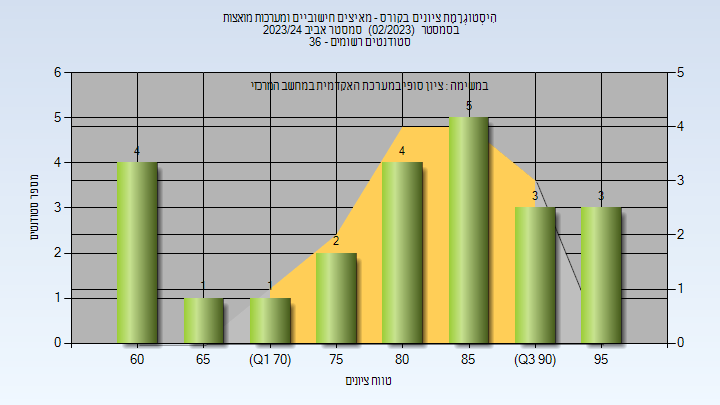 היסטוגרמת ציונים בקורס - מאיצים חישוביים ומערכות מואצות
בסמסטר (02/2023) סמסטר אביב 2023/24
סטודנטים רשומים - 36
במשימה : ציון סופי במערכת האקדמית במחשב המרכזי
מספר סטודנטים
6 5 4 3 2 1 0
5 4 3 2 1 0
4 1 1 2 4 5 3 3
60 65 (Q1 70) 75 80 85 (Q3 90) 95
טווח ציונים